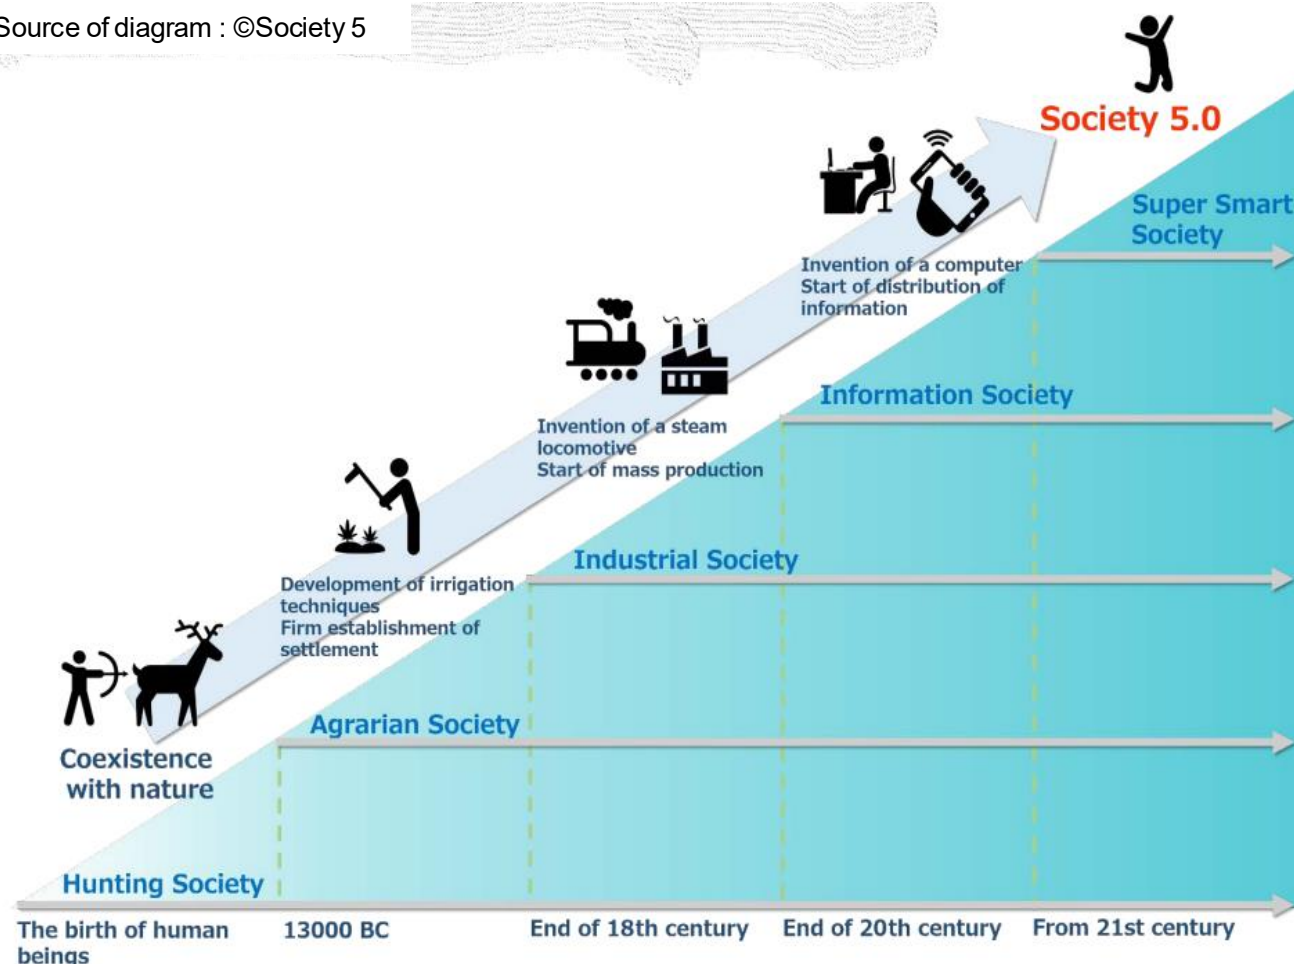 Source of diagram : ©Society 5
Society 5.0
Super Smart
Society
Invention of a computer
Start of distribution of
information
Information Society
Invention of a steam
locomotive
Start of mass production
Industrial Society
Development of irrigation
techniques
Firm establishment of
settlement
Agrarian Society
Coexistence
with nature
Hunting Society
The birth of human
beings
13000 BC
End of 18th century
End of 20th century
From 21st century